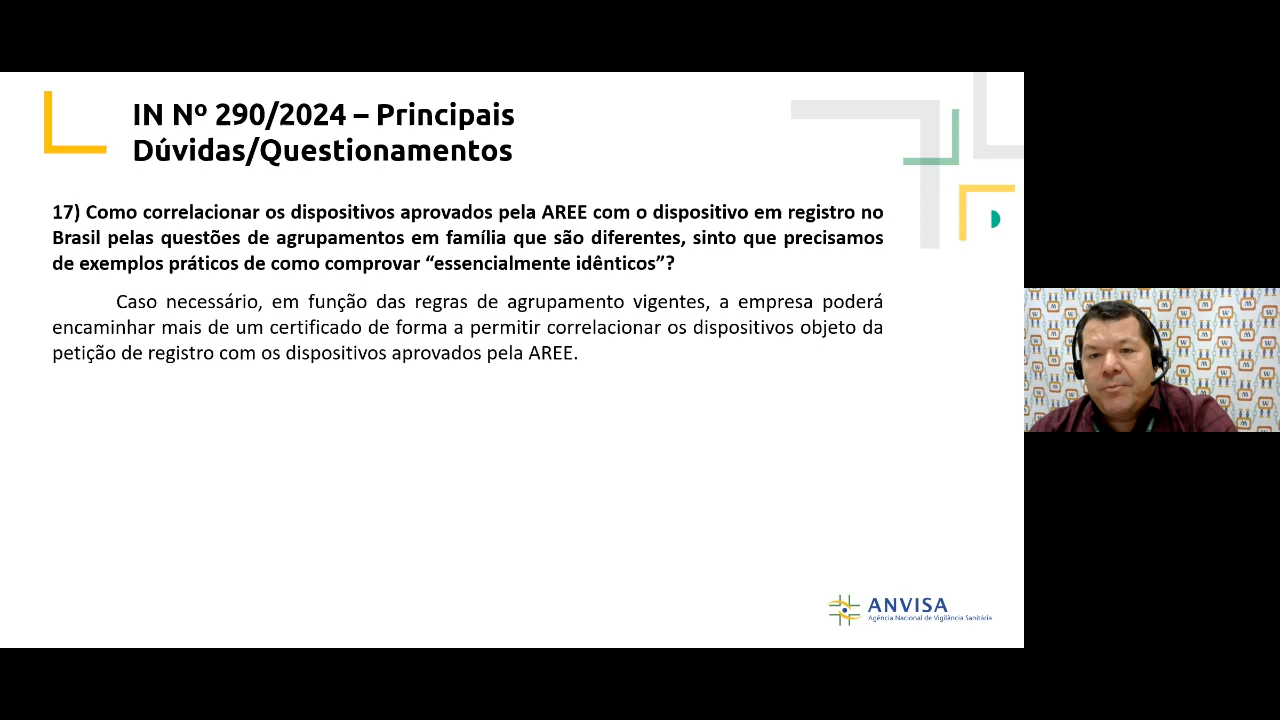 IN Nº 290/2024 – Principais
Dúvidas/Questionamentos
17) Como correlacionar os dispositivos aprovados pela AREE com o dispositivo em registro no
Brasil pelas questões de agrupamentos em família que são diferentes, sinto que precisamos
de exemplos práticos de como comprovar “essencialmente idênticos”?
Caso necessário, em função das regras de agrupamento vigentes, a empresa poderá
encaminhar mais de um certificado de forma a permitir correlacionar os dispositivos objeto da
petição de registro com os dispositivos aprovados pela AREE.
ANVISA
Agência Nacional de Vigilância Sanitária